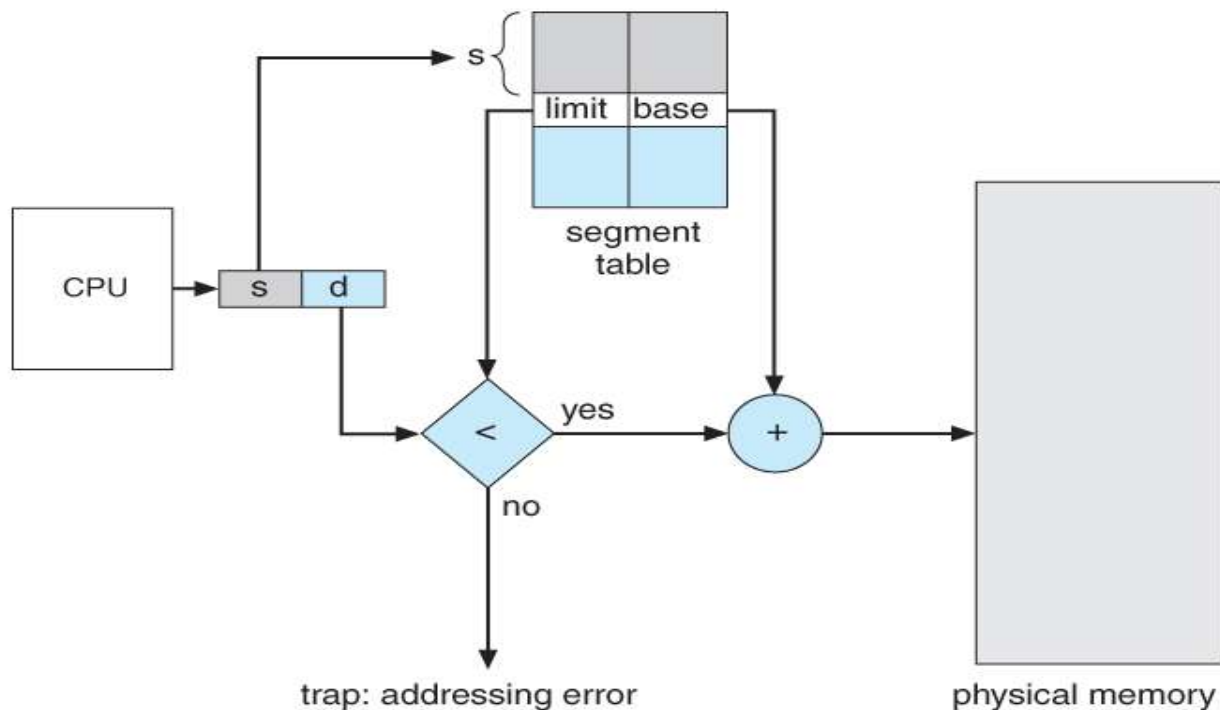 s
limit base
segment
table
CPU
s d
<
yes
+
no
trap: addressing error
physical memory